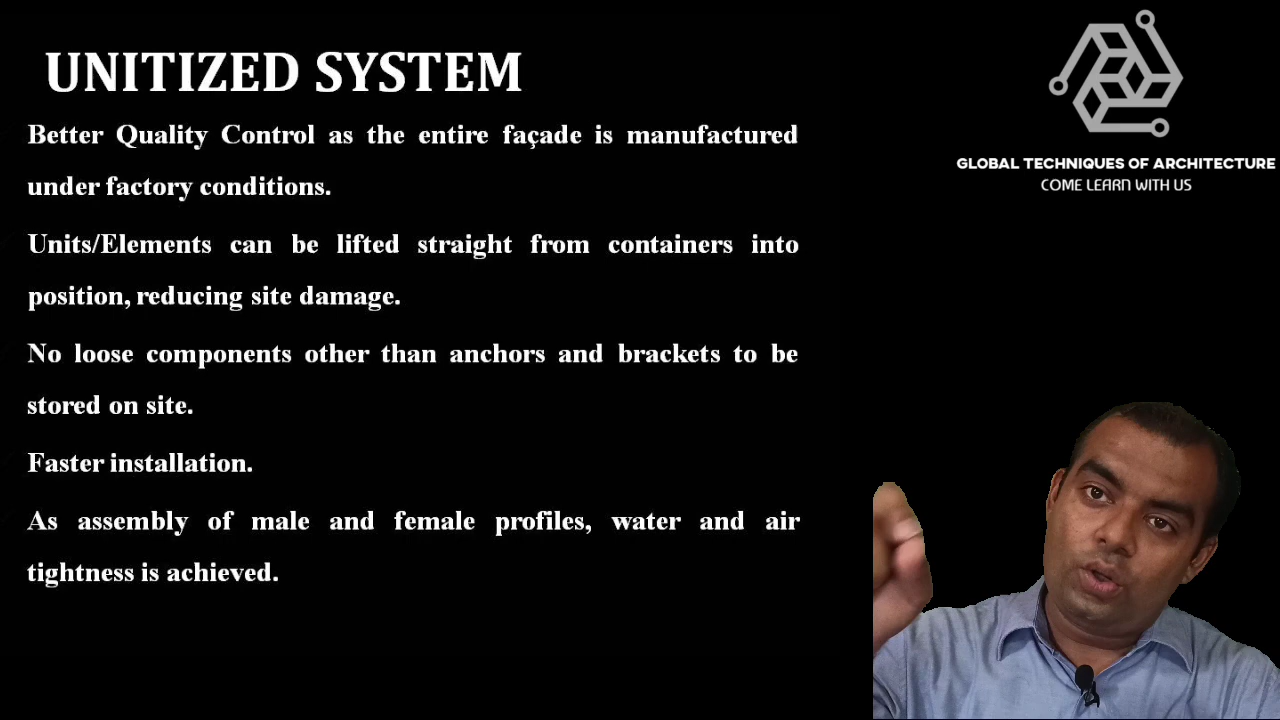 UNITIZED SYSTEM
Better Quality Control as the entire façade is manufactured
under factory conditions.
Units/Elements can be lifted straight from containers into
position, reducing site damage.
No loose components other than anchors and brackets to be
stored on site.
Faster installation.
As assembly of male and female profiles, water and air
tightness is achieved.
GLOBAL TECHNIQUES OF ARCHITECTURE
COME LEARN WITH US